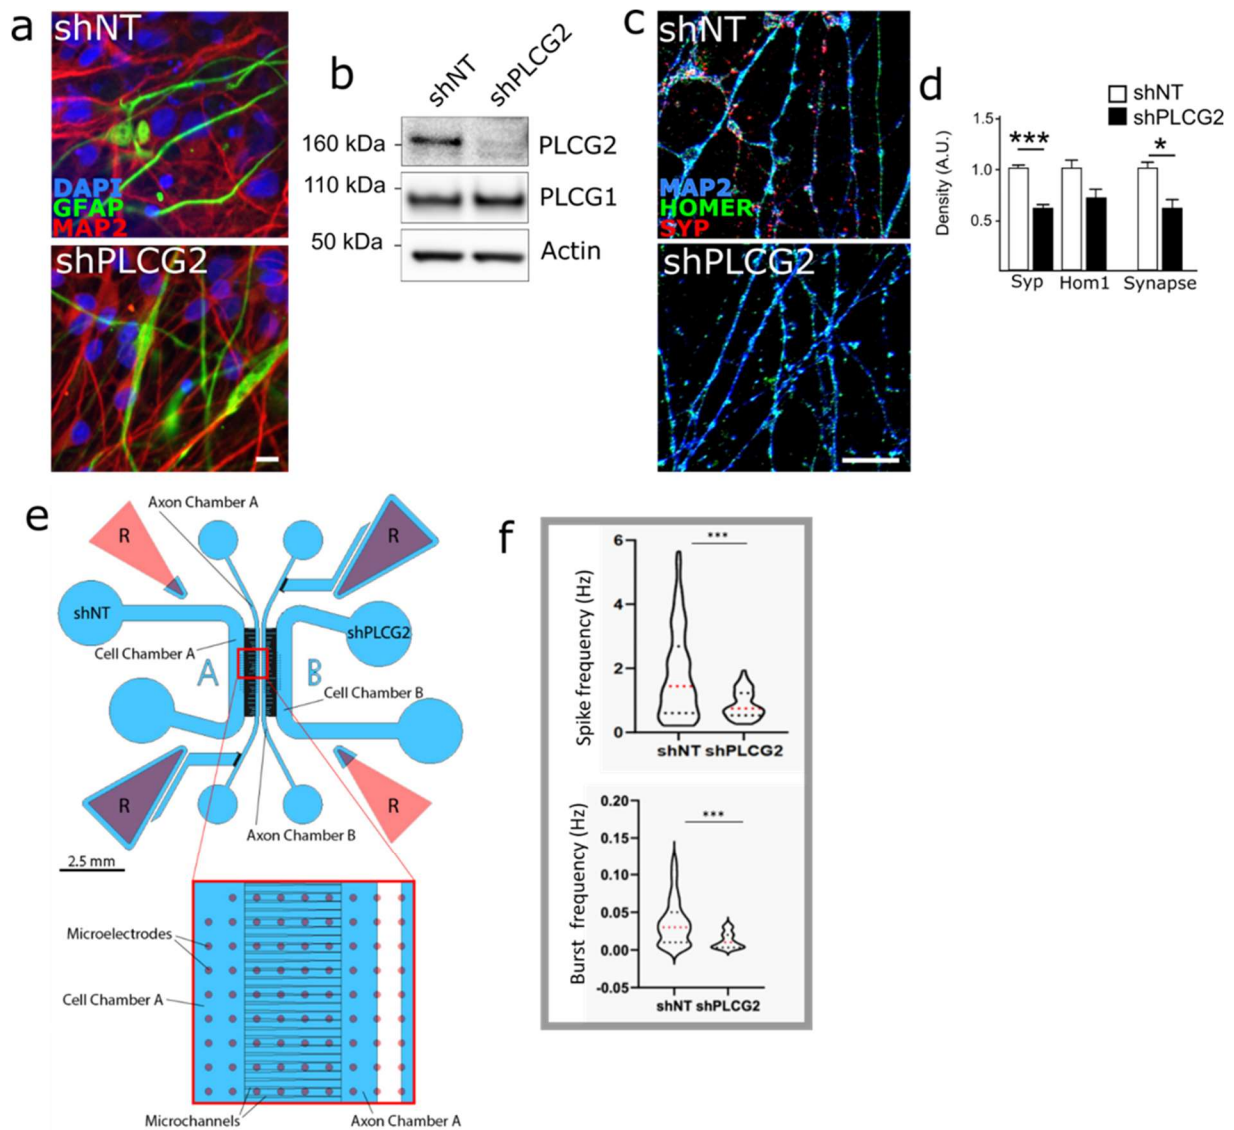 a
shNT
DAPI
GFAP
MAP2
shPLCG2
b
shNT
shPLCG2
160 kDa
PLCG2
110 kDa
PLCG1
50 kDa
Actin
c
shNT
MAP2
HOMER
SYP
shPLCG2
d
shNT
shPLCG2
Density (A.U.)
1.5
1.0
0.5
***
*
Syp
Hom1
Synapse
e
Axon Chamber A
R
R
shNT
shPLCG2
Cell Chamber A
A
B
Cell Chamber B
R
R
Axon Chamber B
2.5 mm
Microelectrodes
Cell Chamber A
Microchannels
Axon Chamber A
f
Spike frequency (Hz)
6
4
2
0
***
shNT
shPLCG2
Burst frequency (Hz)
0.20
0.15
0.10
0.05
0.00
-0.05
***
shNT
shPLCG2